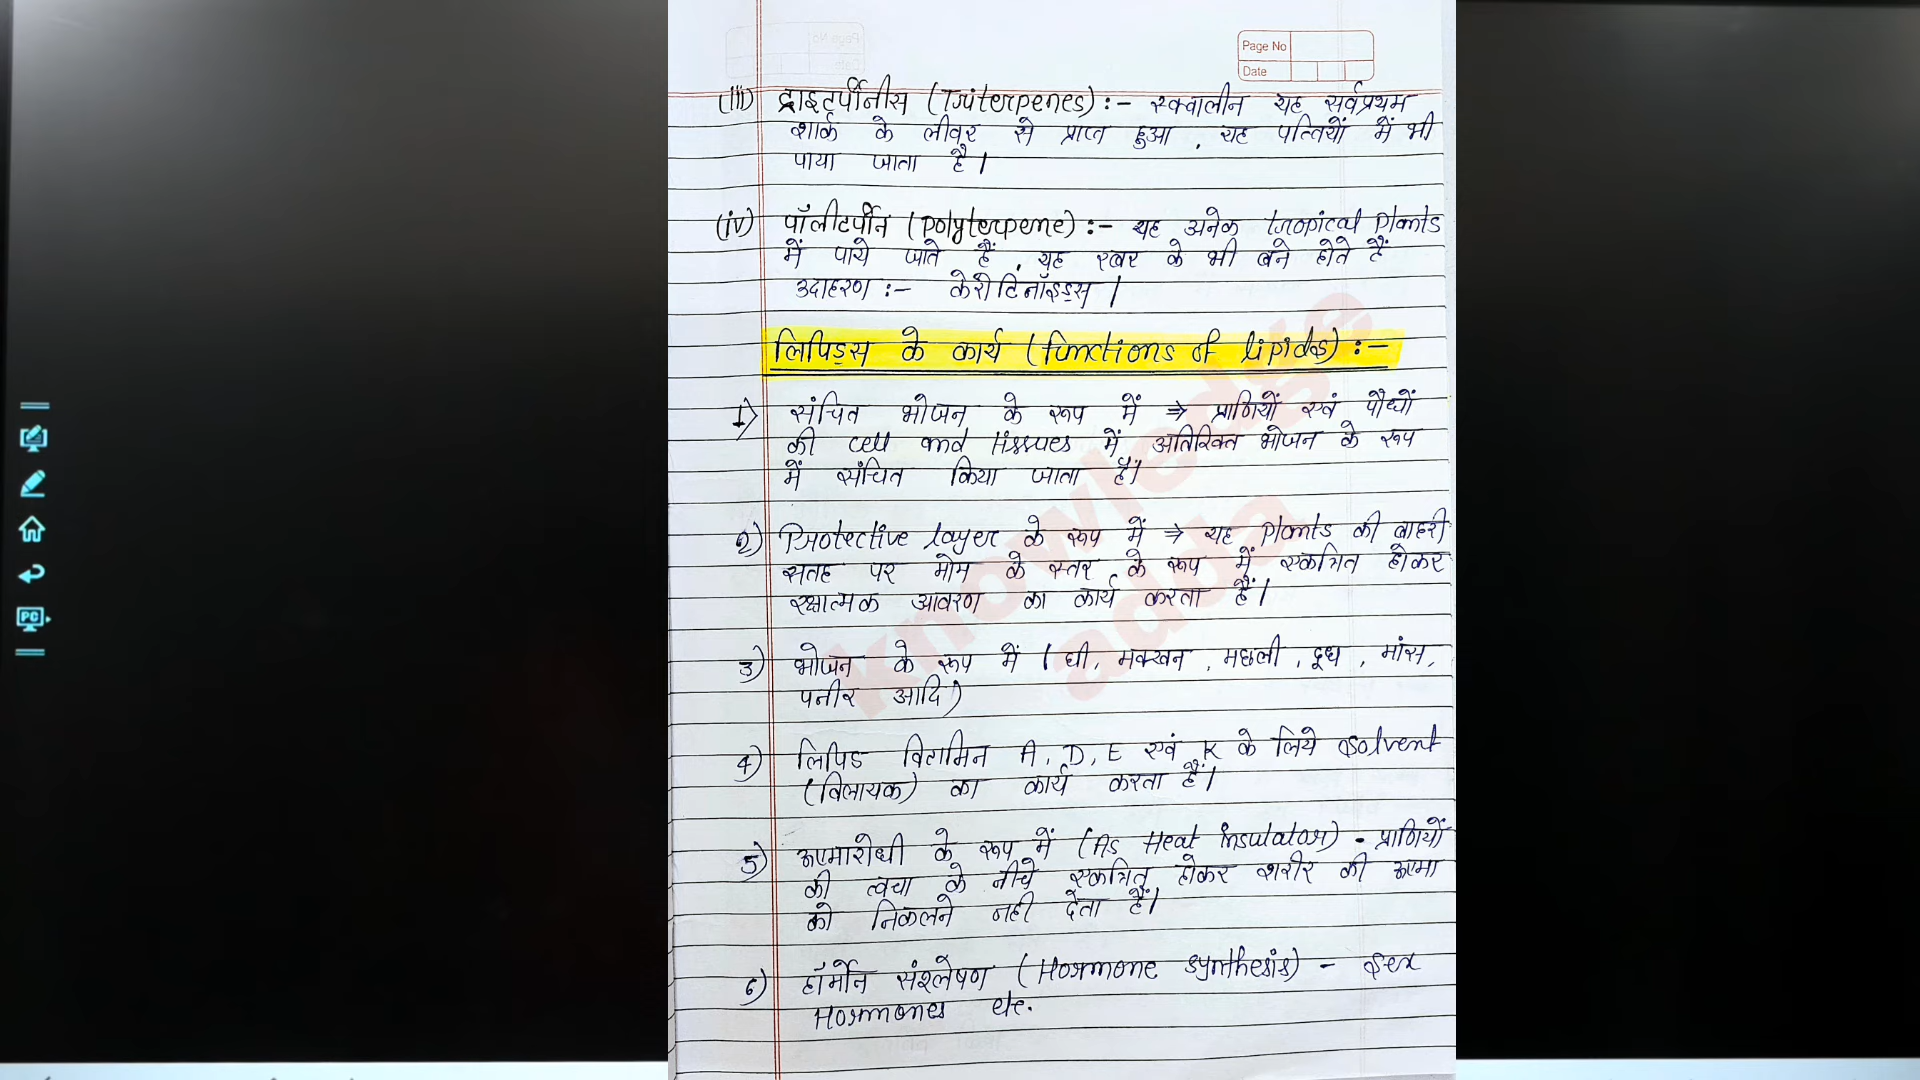 Page No
Date
(iii) ट्राइटर्पीनीस (Triterpenes) :- स्क्वालीन यह सर्वप्रथम
शार्क के लीवर से प्राप्त हुआ , यह पत्तियों में भी
पाया जाता है |
(iv) पॉलीटर्पीन (polyterpene) :- यह अनेक tropical plants
में पाये जाते हैं , यह रबर के भी बने होते हैं
उदाहरण :- केरोटिनॉइड्स |
लिपिड्स के कार्य (functions of lipids) :-
1) संचित भोजन के रूप में ⇒ प्राणियों एवं पौधों
की cell and tissues में अतिरिक्त भोजन के रूप
में संचित किया जाता है|
2) Protective layer के रूप में ⇒ यह Plants की बाहरी
सतह पर मोम के स्तर के रूप में एकत्रित होकर
रक्षात्मक आवरण का कार्य करता है|
3) भोजन के रूप में ( घी, मक्खन , मछली , दूध , मांस,
पनीर आदि)
4) लिपिड विटामिन A, D, E एवं K के लिये solvent
(विलायक) का कार्य करता है|
5) ऊष्मारोधी के रूप में (As Heat insulator) - प्राणियों
की त्वचा के नीचे एकत्रित होकर शरीर की ऊष्मा
को निकलने नही देता है|
6) हॉर्मोन संश्लेषण (Hormone synthesis) - Sex
Hormones etc.
knowledge
adda
PC